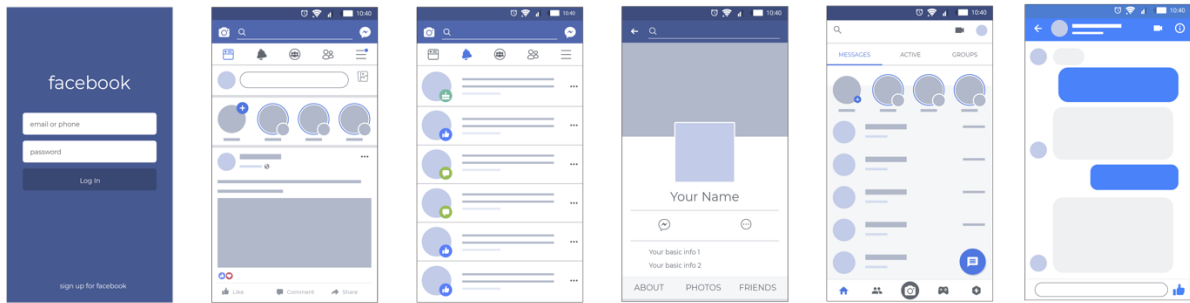 facebook
email or phone
password
Log In
sign up for facebook
10:40
Like
Comment
Share
10:40
10:40
Your Name
Your basic info 1
Your basic info 2
ABOUT
PHOTOS
FRIENDS
10:40
MESSAGES
ACTIVE
GROUPS
10:40